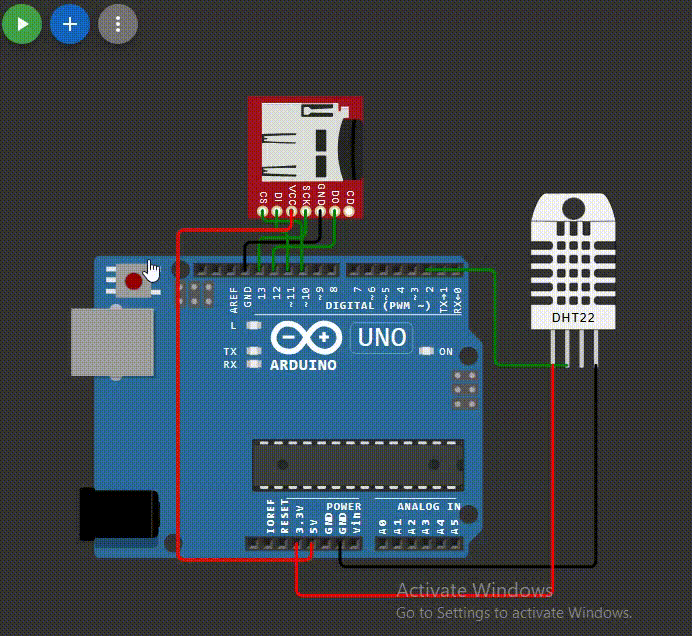 CS DI VCC SCK GND DO CD
AREF GND 13 12 ~11 ~10 ~9 8 7 ~6 ~5 4 ~3 2 TX→1 RX←0
DIGITAL (PWM ~)
L
UNO
TX
RX
ON
ARDUINO
DHT22
POWER
ANALOG IN
IOREF RESET 3.3V 5V GND GND Vin A0 A1 A2 A3 A4 A5
Activate Windows
Go to Settings to activate Windows.